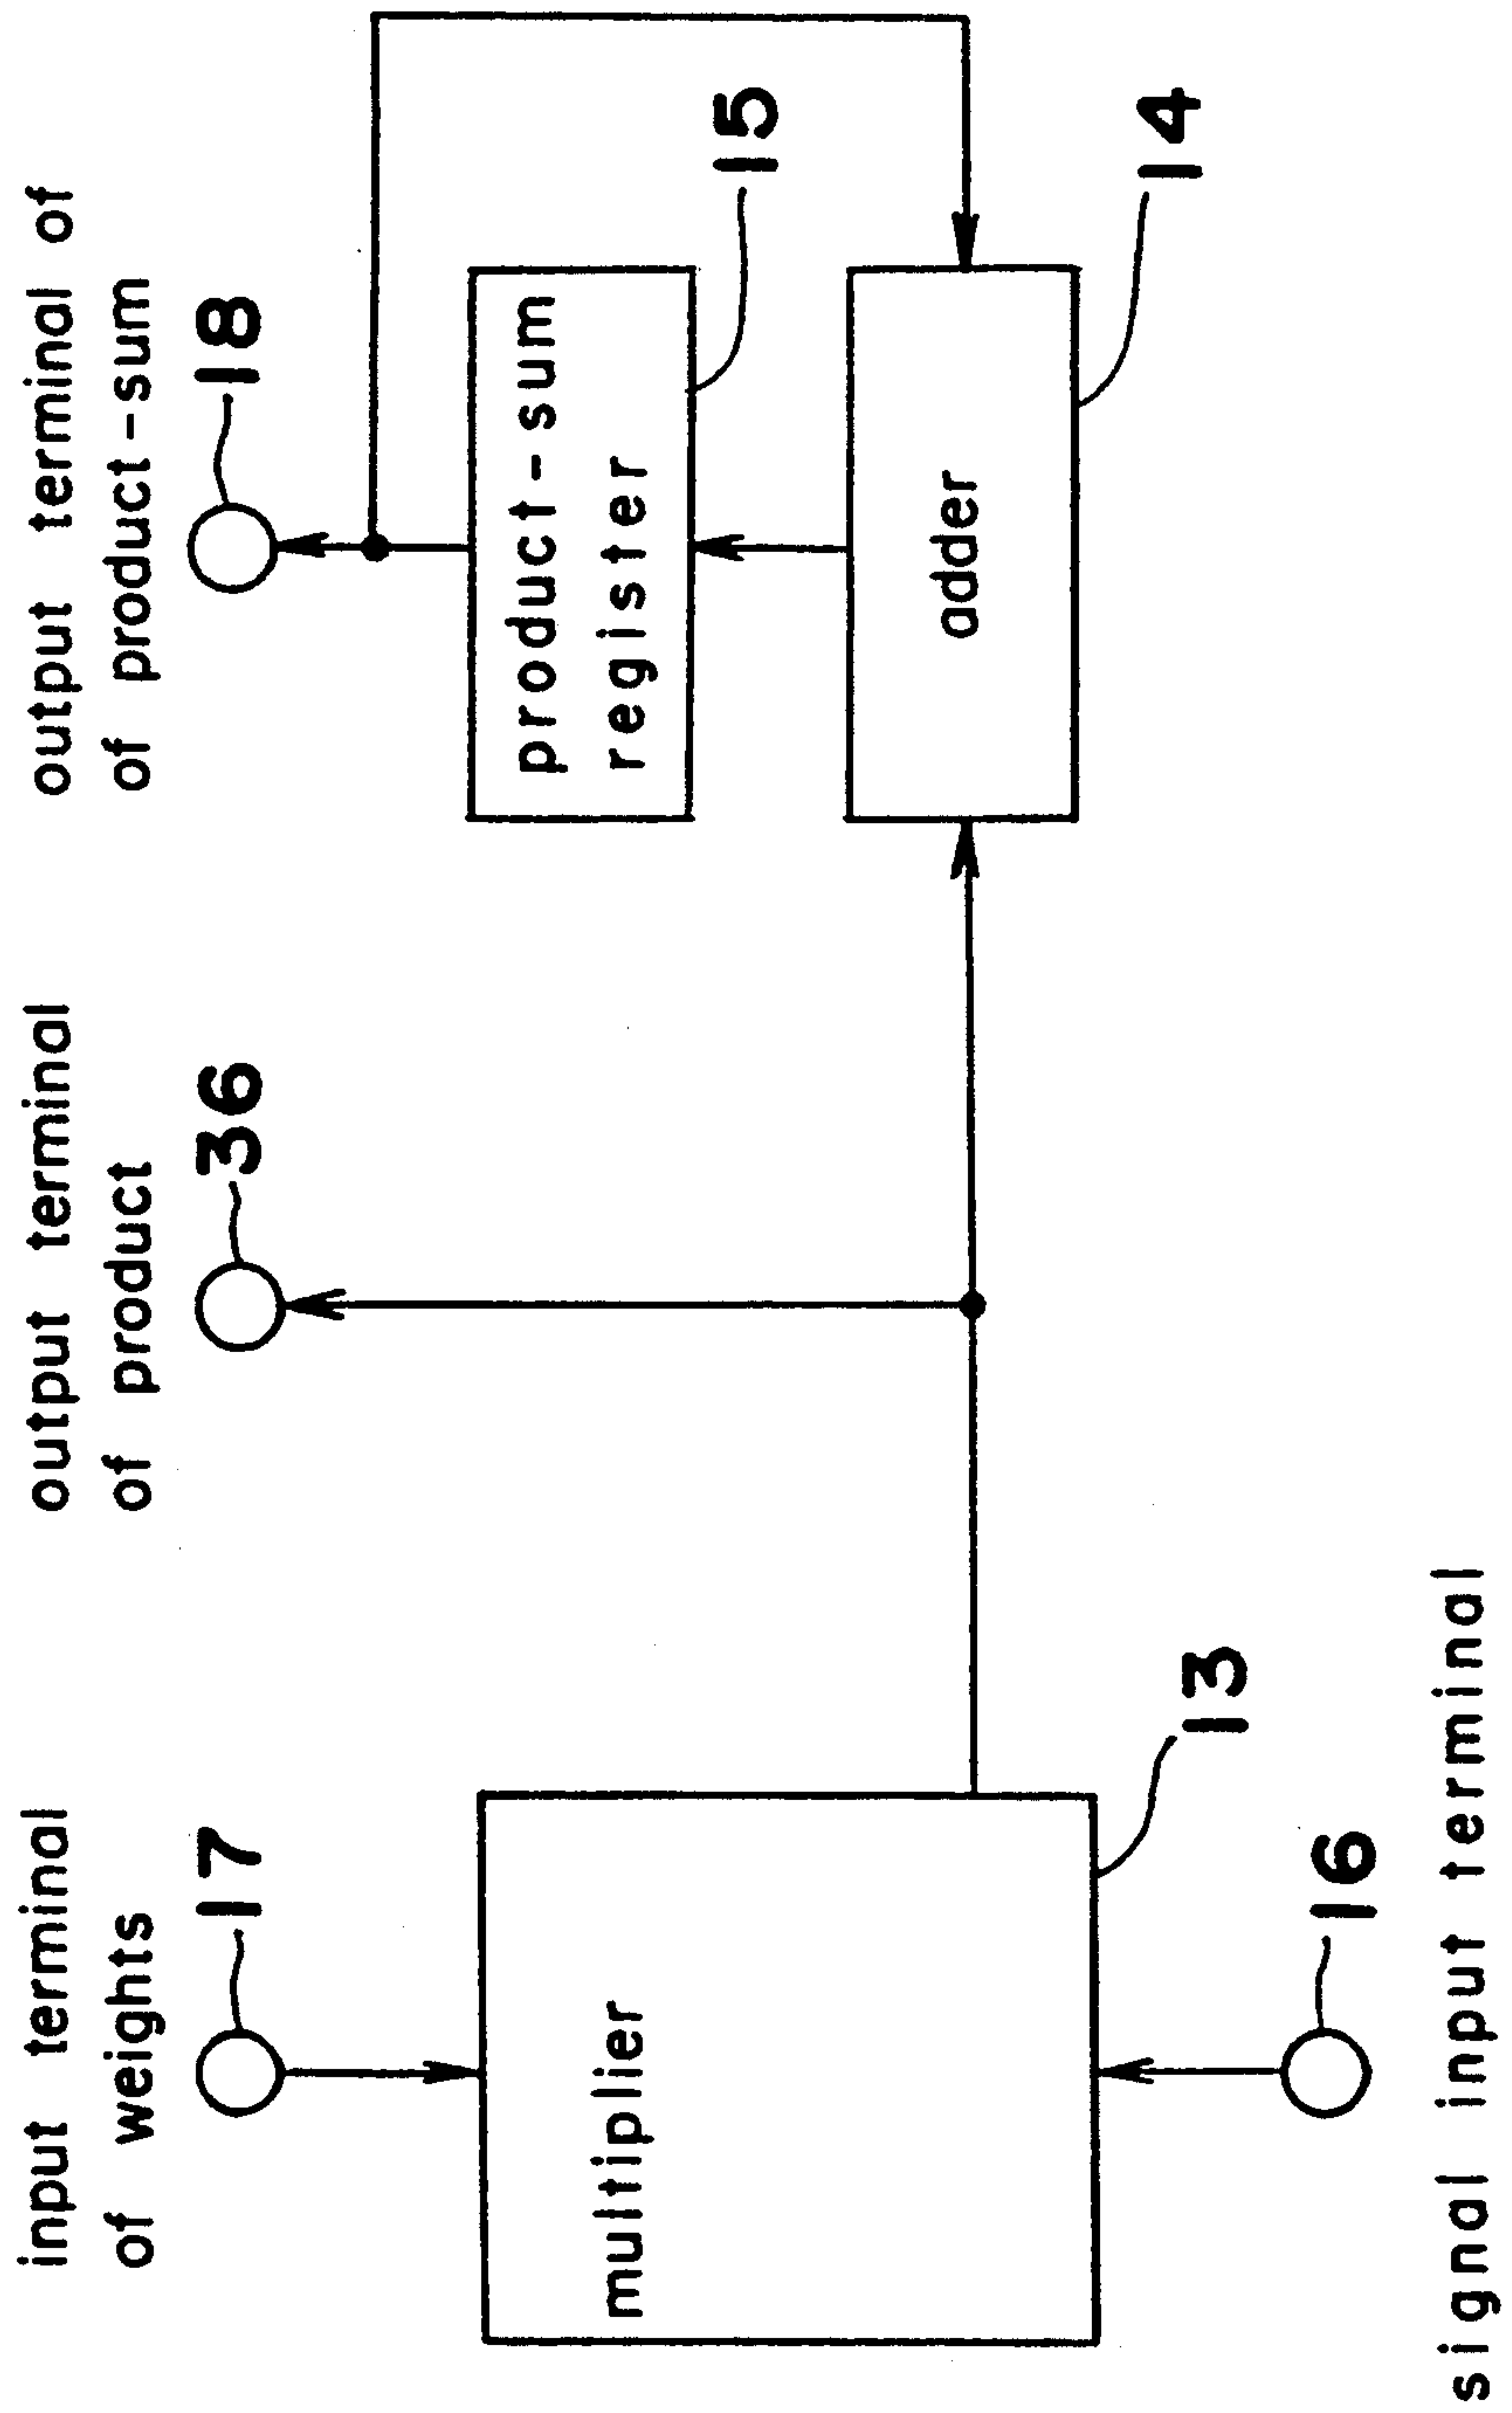 input terminal
of weights
17
output terminal
of product
36
output terminal of
of product-sum
18
product-sum
register
15
adder
14
multiplier
13
16
signal input terminal